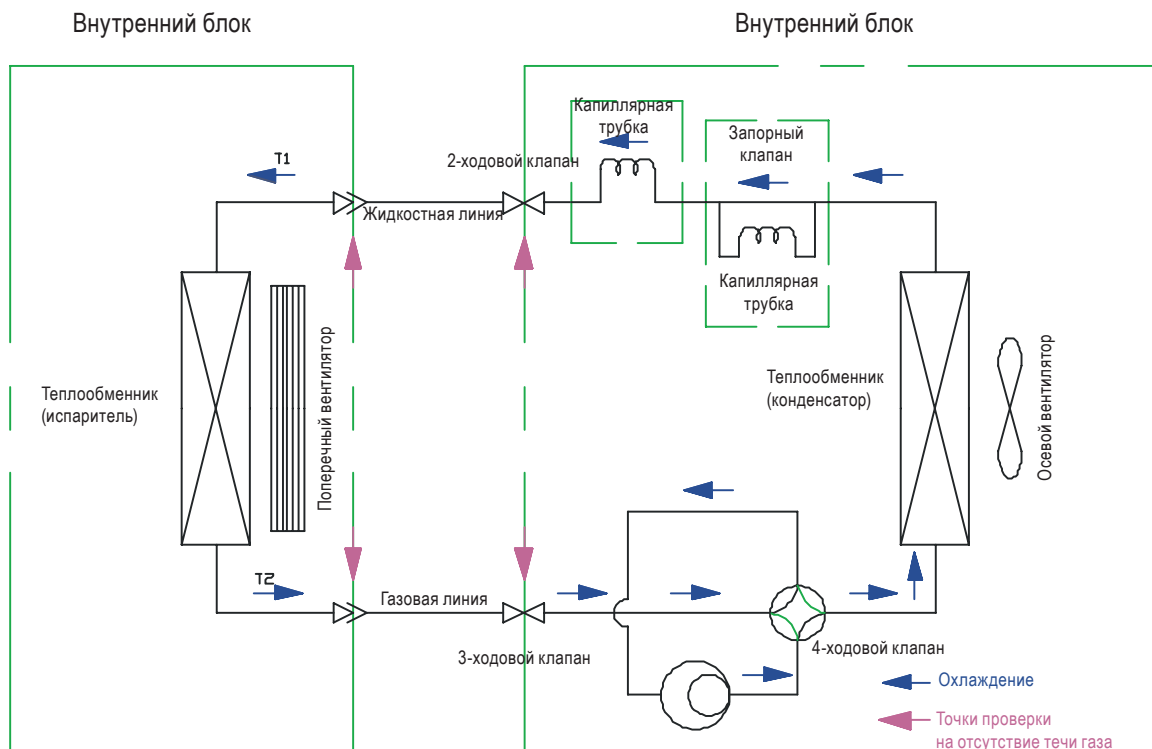 Внутренний блок
Внутренний блок
Капиллярная
трубка
Запорный
клапан
T1
2-ходовой клапан
Жидкостная линия
Капиллярная
трубка
Теплообменник
(испаритель)
Поперечный вентилятор
Теплообменник
(конденсатор)
Осевой вентилятор
T2
Газовая линия
3-ходовой клапан
4-ходовой клапан
Охлаждение
Точки проверки
на отсутствие течи газа